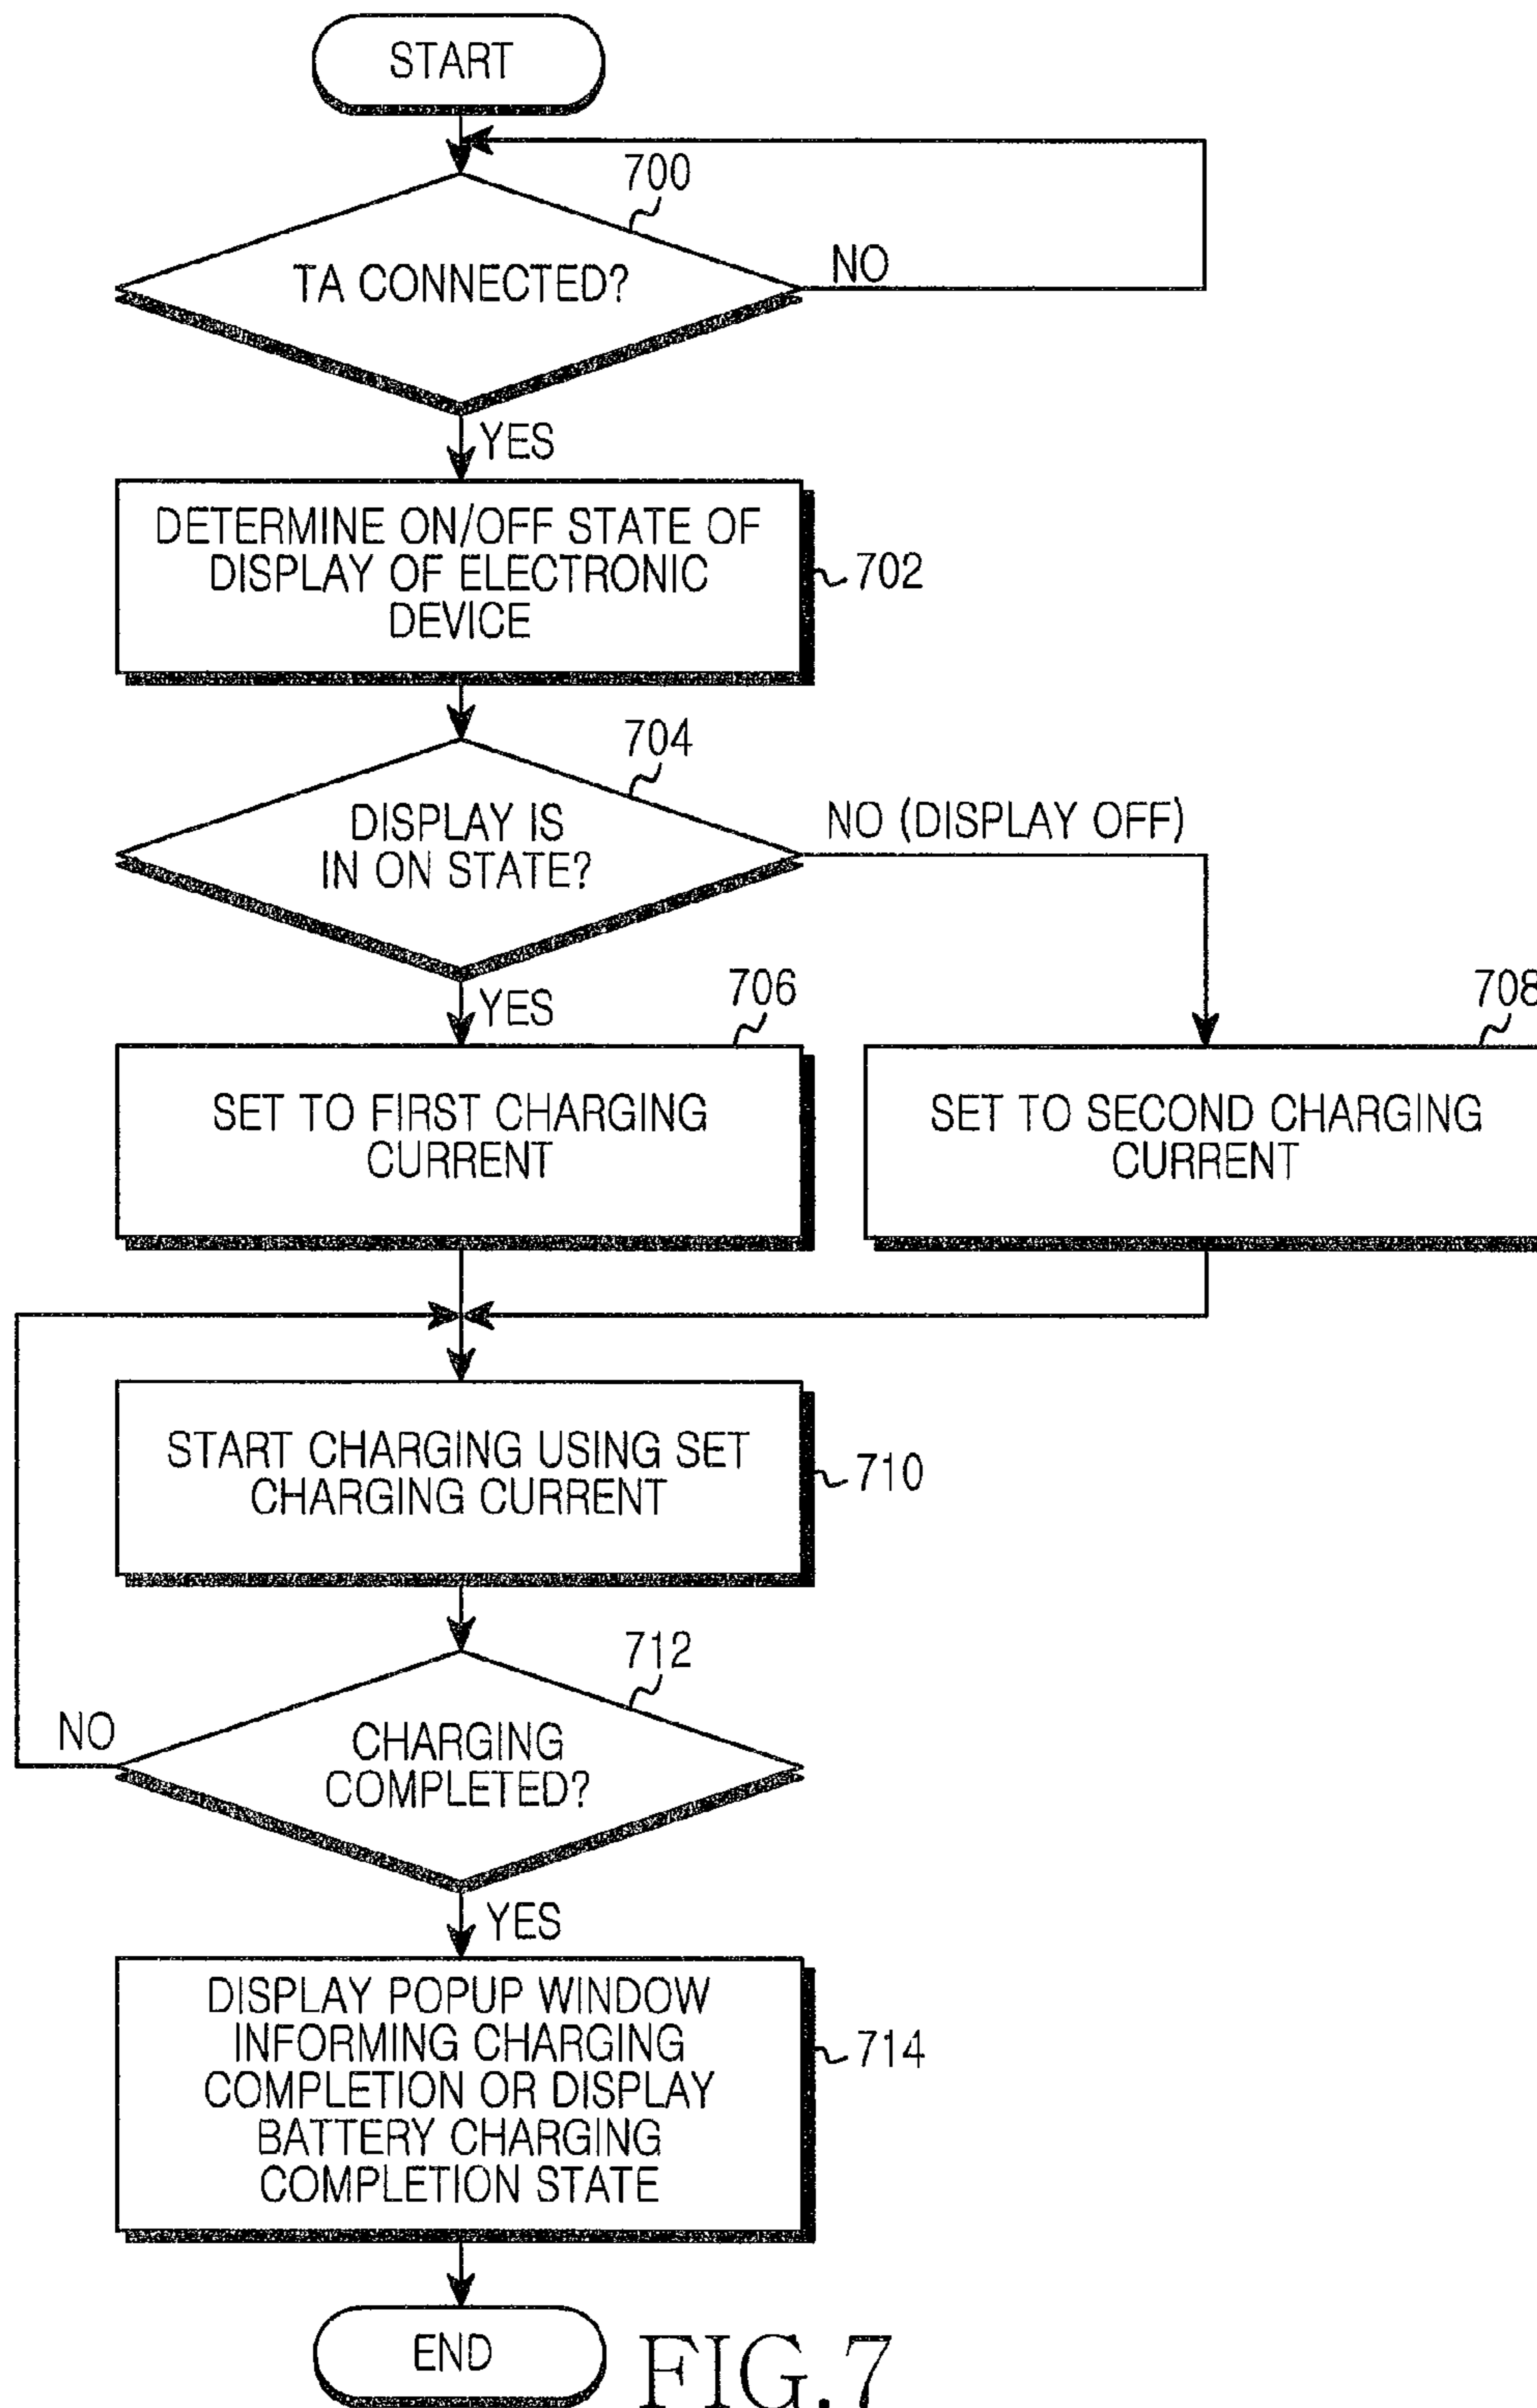 START
700
TA CONNECTED?
NO
YES
DETERMINE ON/OFF STATE OF
DISPLAY OF ELECTRONIC
DEVICE
702
704
DISPLAY IS
IN ON STATE?
NO (DISPLAY OFF)
YES
706
SET TO FIRST CHARGING
CURRENT
708
SET TO SECOND CHARGING
CURRENT
START CHARGING USING SET
CHARGING CURRENT
710
712
CHARGING
COMPLETED?
NO
YES
DISPLAY POPUP WINDOW
INFORMING CHARGING
COMPLETION OR DISPLAY
BATTERY CHARGING
COMPLETION STATE
714
END
FIG.7